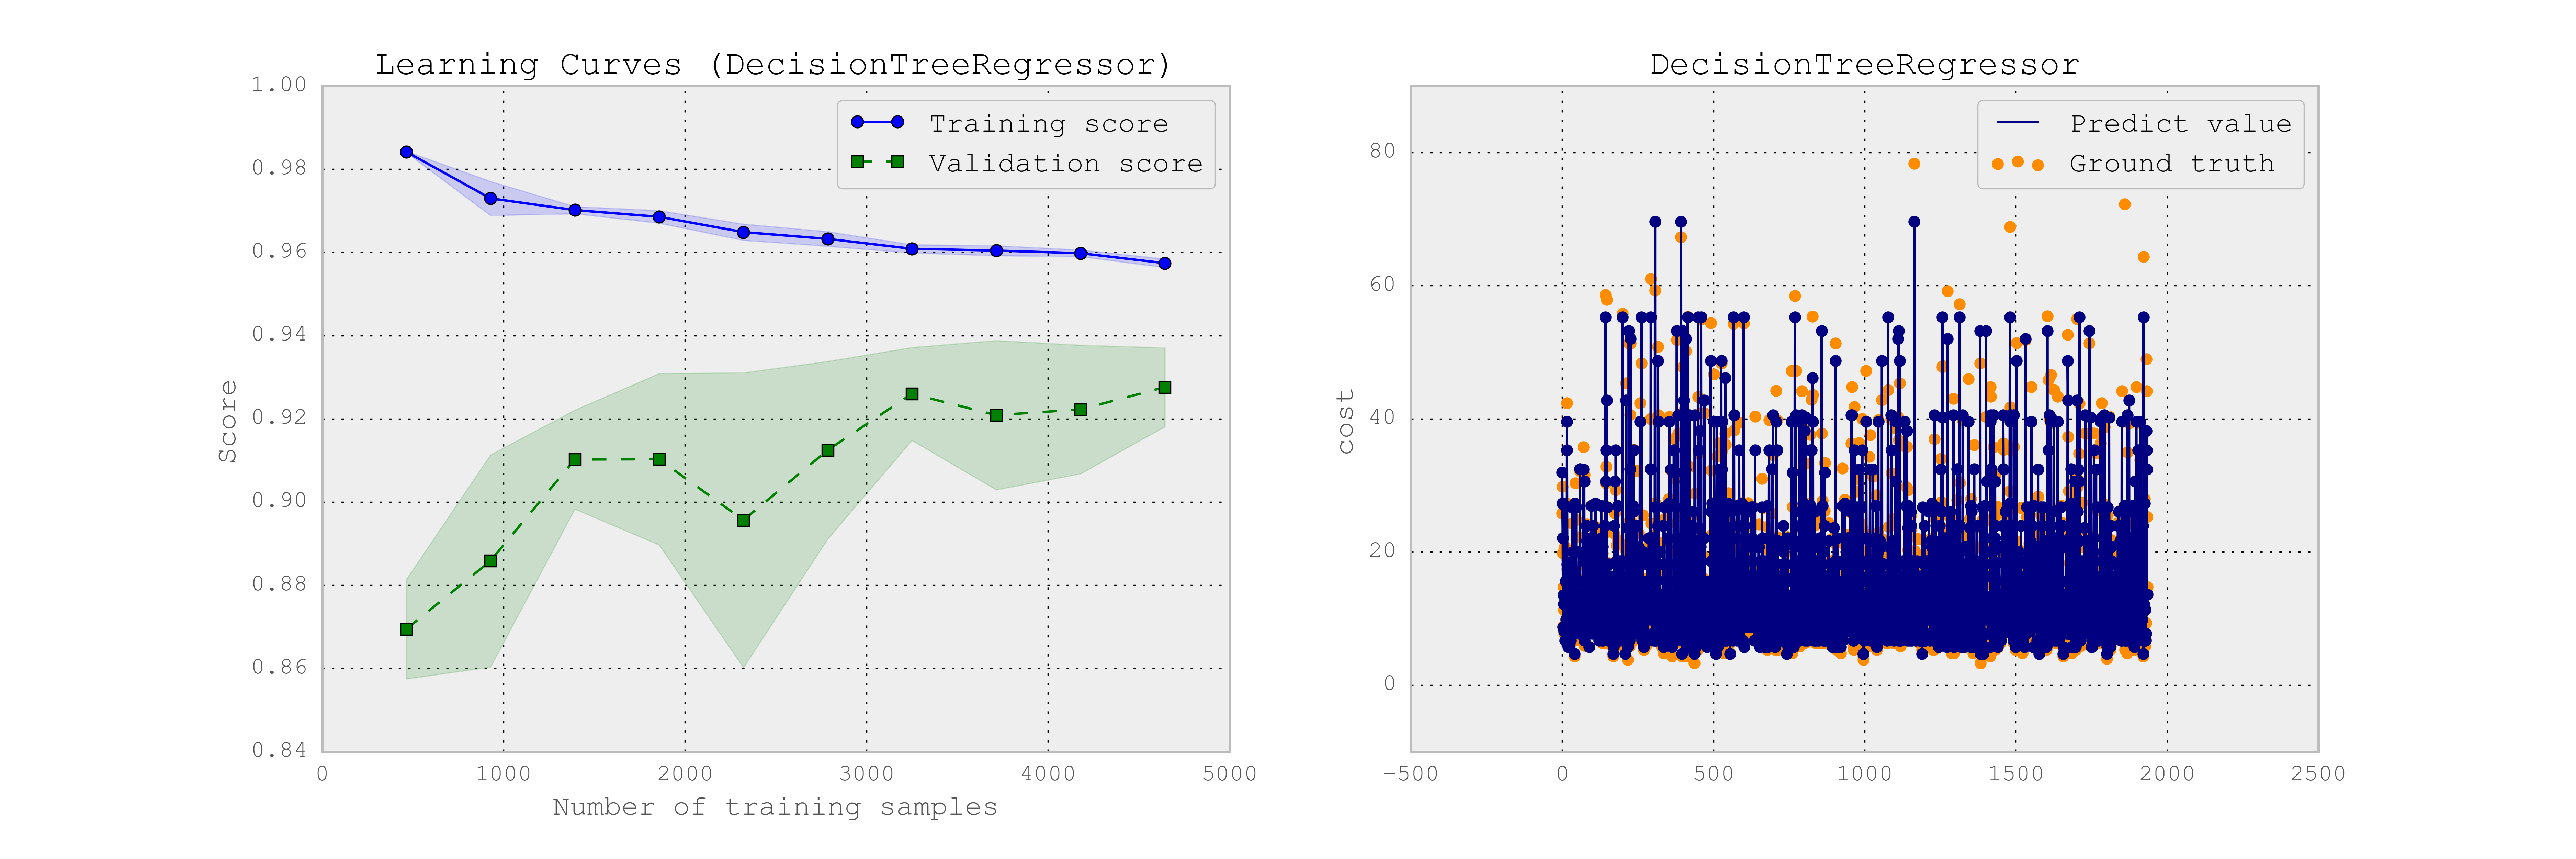 Learning Curves (DecisionTreeRegressor)
1.00
0.98
0.96
0.94
0.92
0.90
0.88
0.86
0.84
Score
Training score
Validation score
0 1000 2000 3000 4000 5000
Number of training samples
DecisionTreeRegressor
80
60
40
20
0
cost
Predict value
Ground truth
−500 0 500 1000 1500 2000 2500